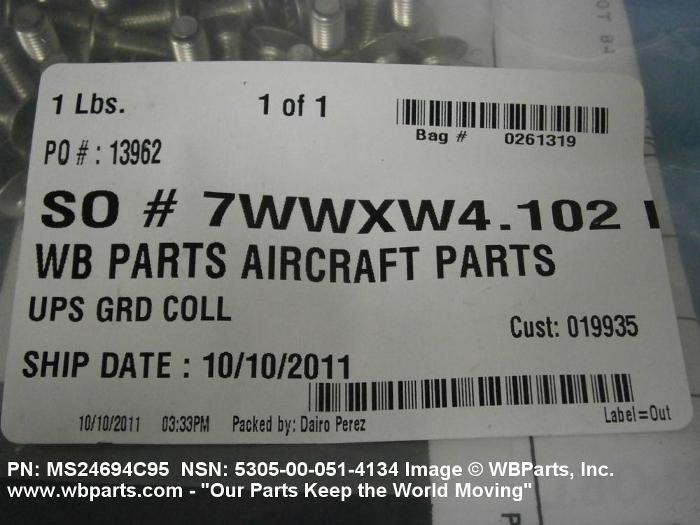 1 Lbs. 1 of 1
Bag # 0261319
PO # : 13962
SO # 7WWXW4.102
WB PARTS AIRCRAFT PARTS
UPS GRD COLL
Cust: 019935
SHIP DATE : 10/10/2011
10/10/2011 03:33PM Packed by: Dairo Perez Label=Out
PN: MS24694C95 NSN: 5305-00-051-4134 Image © WBParts, Inc.
www.wbparts.com - "Our Parts Keep the World Moving"